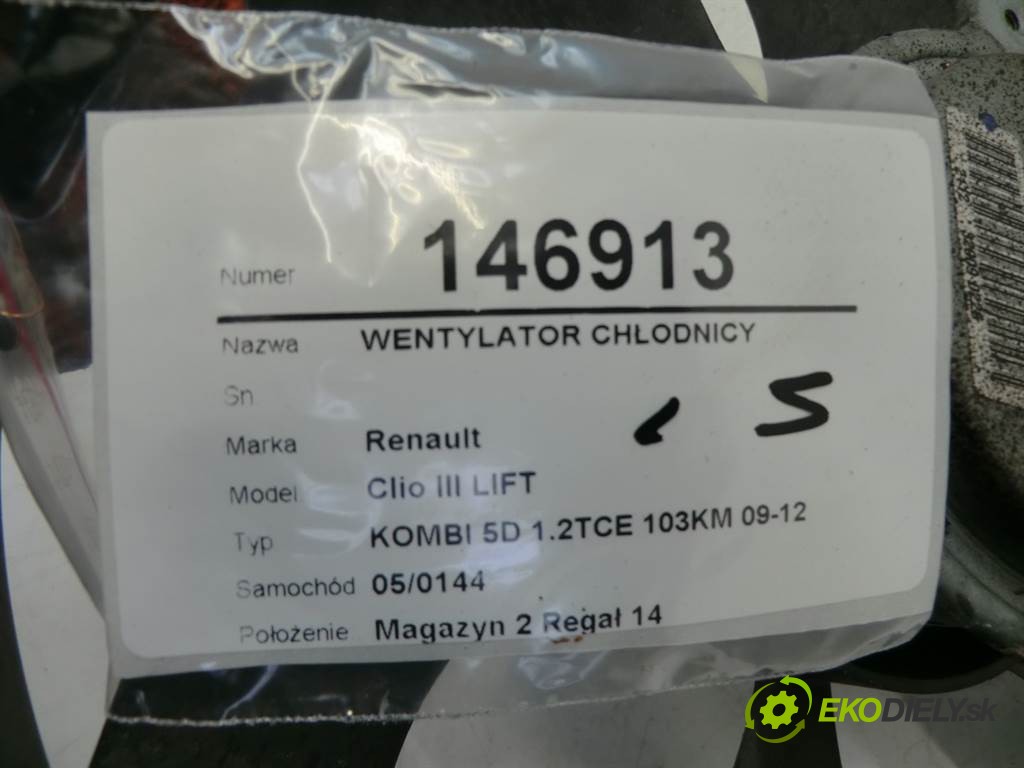 Numer 146913
Nazwa WENTYLATOR CHŁODNICY
Sn
Marka Renault
Model Clio III LIFT
Typ KOMBI 5D 1.2TCE 103KM 09-12
Samochód 05/0144
Położenie Magazyn 2 Regał 14
EKODIELY.sk